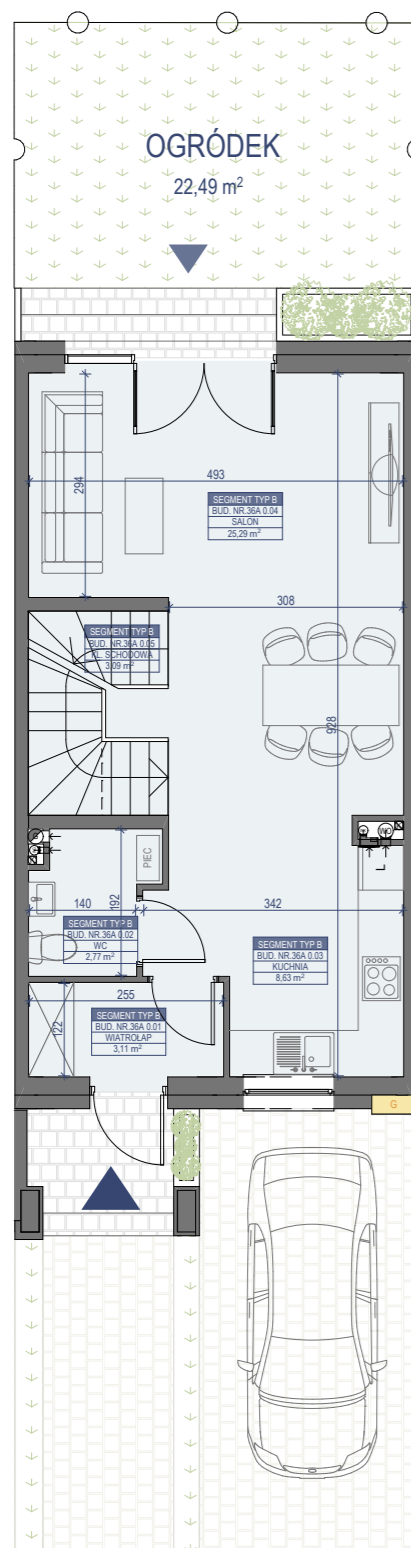 OGRÓDEK
22,49 m²
493
294
SEGMENT TYP B
BUD. NR.36A 0.04
SALON
25,29 m²
308
SEGMENT TYP B
BUD. NR.36A 0.05
KL. SCHODOWA
3,09 m²
928
PIEC
WD
L
140
192
342
SEGMENT TYP B
BUD. NR.36A 0.02
WC
2,77 m²
SEGMENT TYP B
BUD. NR.36A 0.03
KUCHNIA
8,63 m²
255
122
SEGMENT TYP B
BUD. NR.36A 0.01
WIATROŁAP
3,11 m²
G